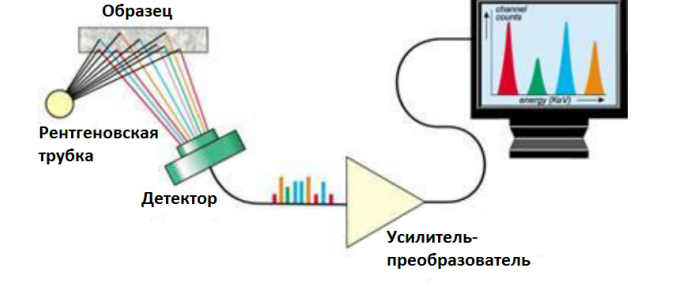 Образец
channel
counts
energy (KeV)
Рентгеновская
трубка
Детектор
Усилитель-
преобразователь